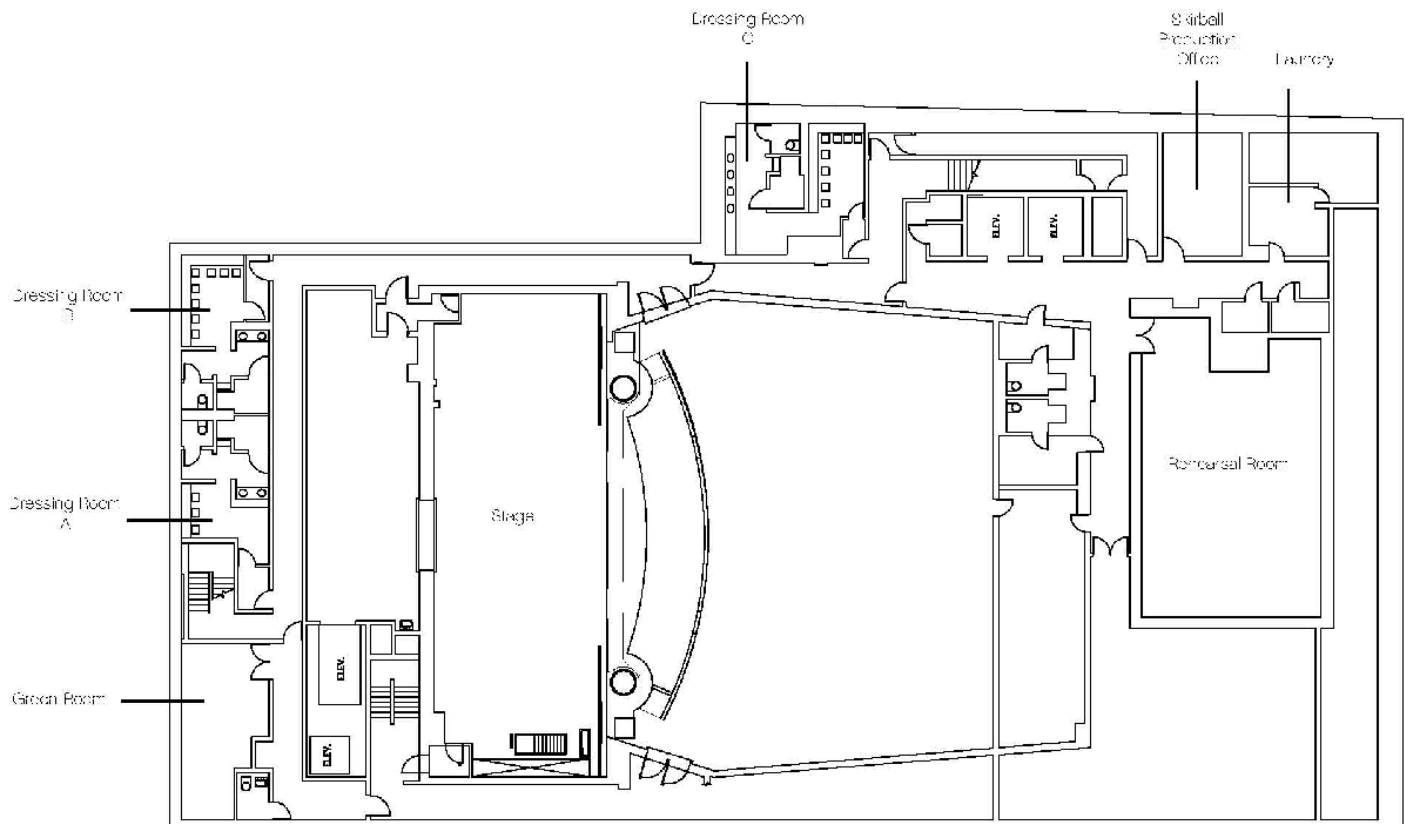 Dressing Room
C
Skirball
Production
Office
Laundry
ELEV.
ELEV.
Dressing Room
B
Rehearsal Room
Dressing Room
A
Stage
ELEV.
Green Room
ELEV.